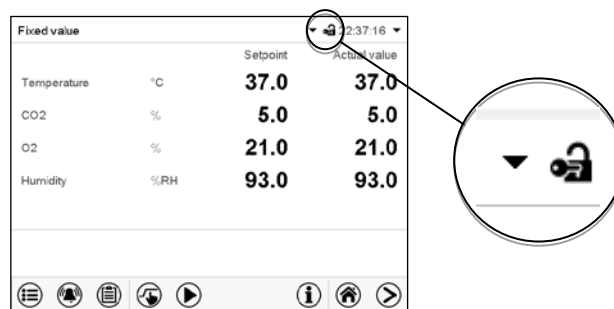 Fixed value 22:37:16
Setpoint Actual value
Temperature °C 37.0 37.0
CO2 % 5.0 5.0
O2 % 21.0 21.0
Humidity %RH 93.0 93.0